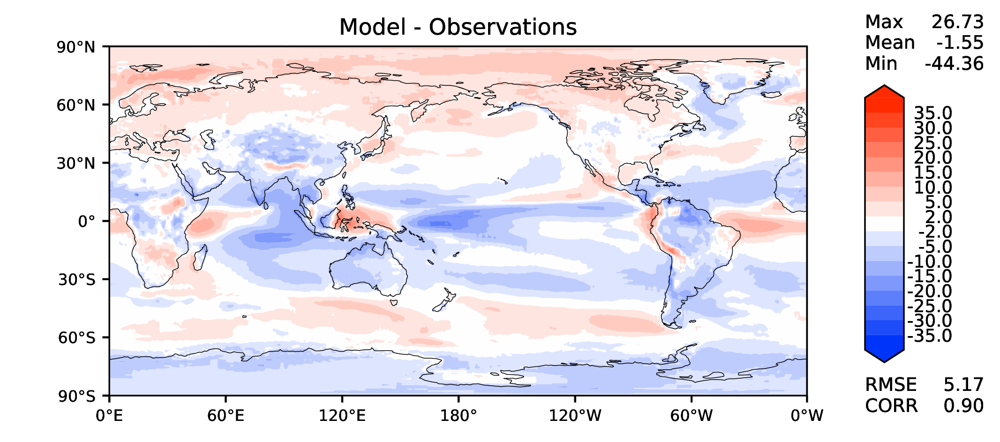 Model - Observations
Max 26.73
Mean -1.55
Min -44.36
90°N
60°N
30°N
0°
30°S
60°S
90°S
0°E
60°E
120°E
180°
120°W
60°W
0°W
35.0
30.0
25.0
20.0
15.0
10.0
5.0
2.0
-2.0
-5.0
-10.0
-15.0
-20.0
-25.0
-30.0
-35.0
RMSE 5.17
CORR 0.90